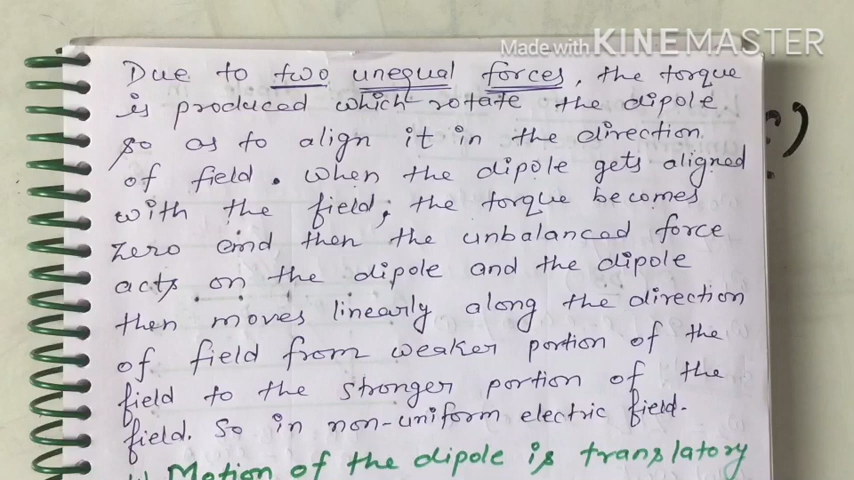 Made with KINEMASTER
Due to two unequal forces, the torque
is produced which rotate the dipole
so as to align it in the direction
of field. When the dipole gets aligned
with the field; the torque becomes
zero and then the unbalanced force
acts on the dipole and the dipole
then moves linearly along the direction
of field from weaker portion of the
field to the stronger portion of the
field. So in non-uniform electric field.
Motion of the dipole is translatory